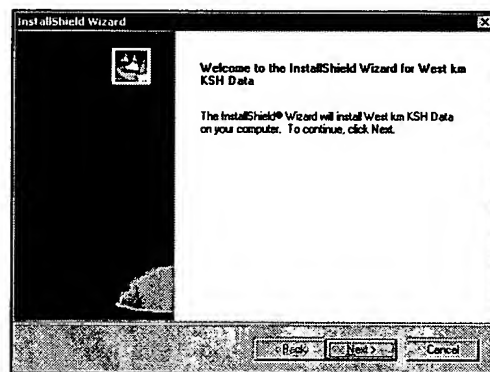 InstallShield Wizard
Welcome to the InstallShield Wizard for West km
KSH Data
The InstallShield® Wizard will install West km KSH Data
on your computer. To continue, click Next.
< Back Next > Cancel